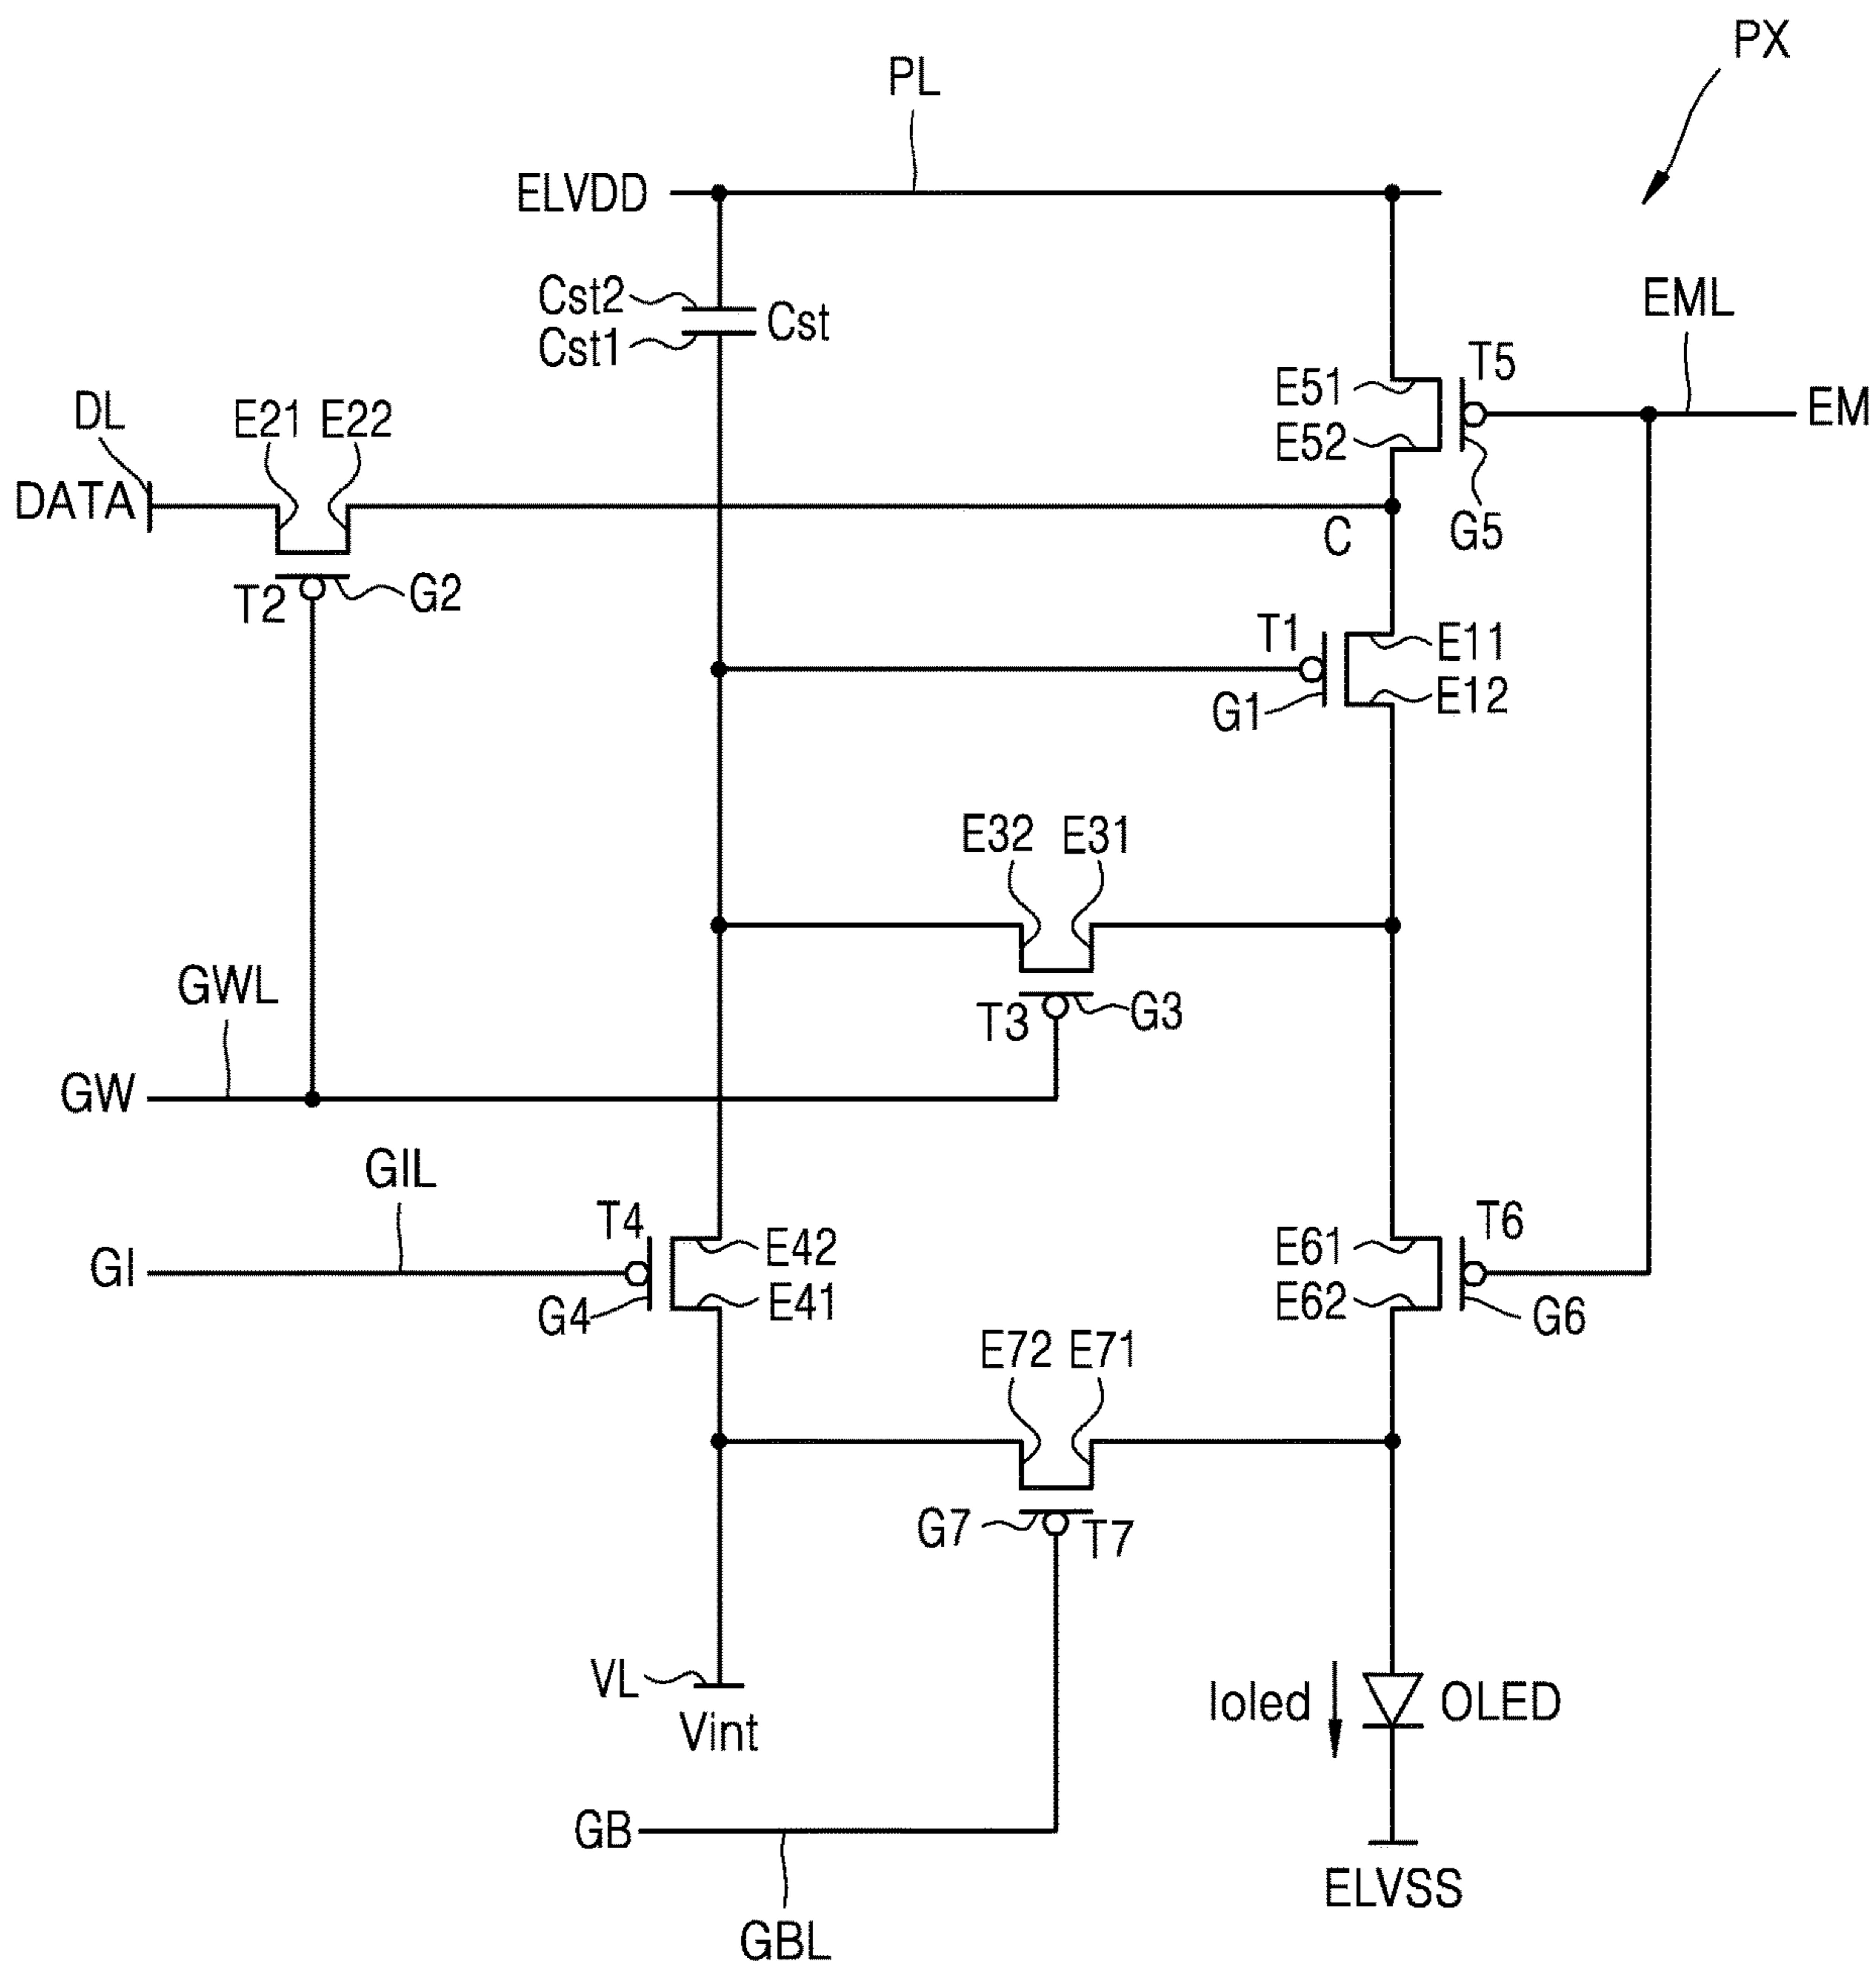 PX
PL
ELVDD
Cst2
Cst
Cst1
EML
T5
E51
EM
DL
E21 E22
E52
DATA
C
G5
T2
G2
T1
E11
G1
E12
E32 E31
GWL
T3
G3
GW
GIL
T4
E42
E61
T6
GI
G4
E41
E62
G6
E72 E71
G7
T7
VL
Vint
Ioled
OLED
GB
ELVSS
GBL